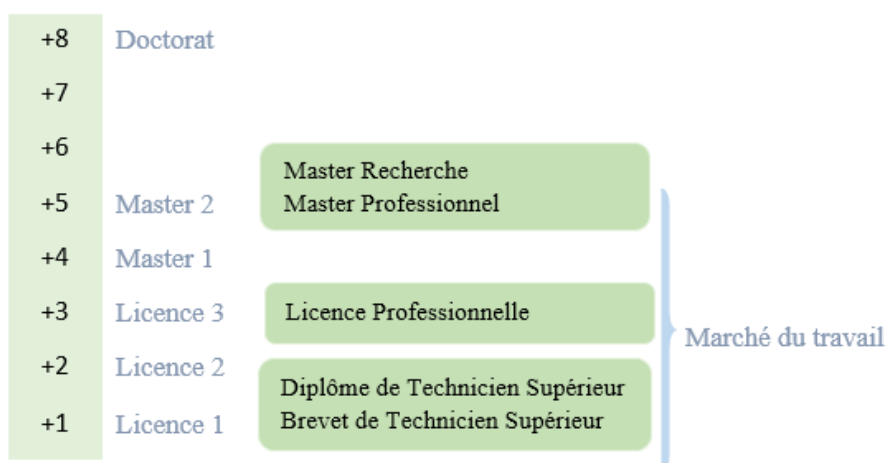 +8 Doctorat
+7
+6
Master Recherche
+5 Master 2 Master Professionnel
+4 Master 1
+3 Licence 3 Licence Professionnelle
Marché du travail
+2 Licence 2
Diplôme de Technicien Supérieur
+1 Licence 1 Brevet de Technicien Supérieur